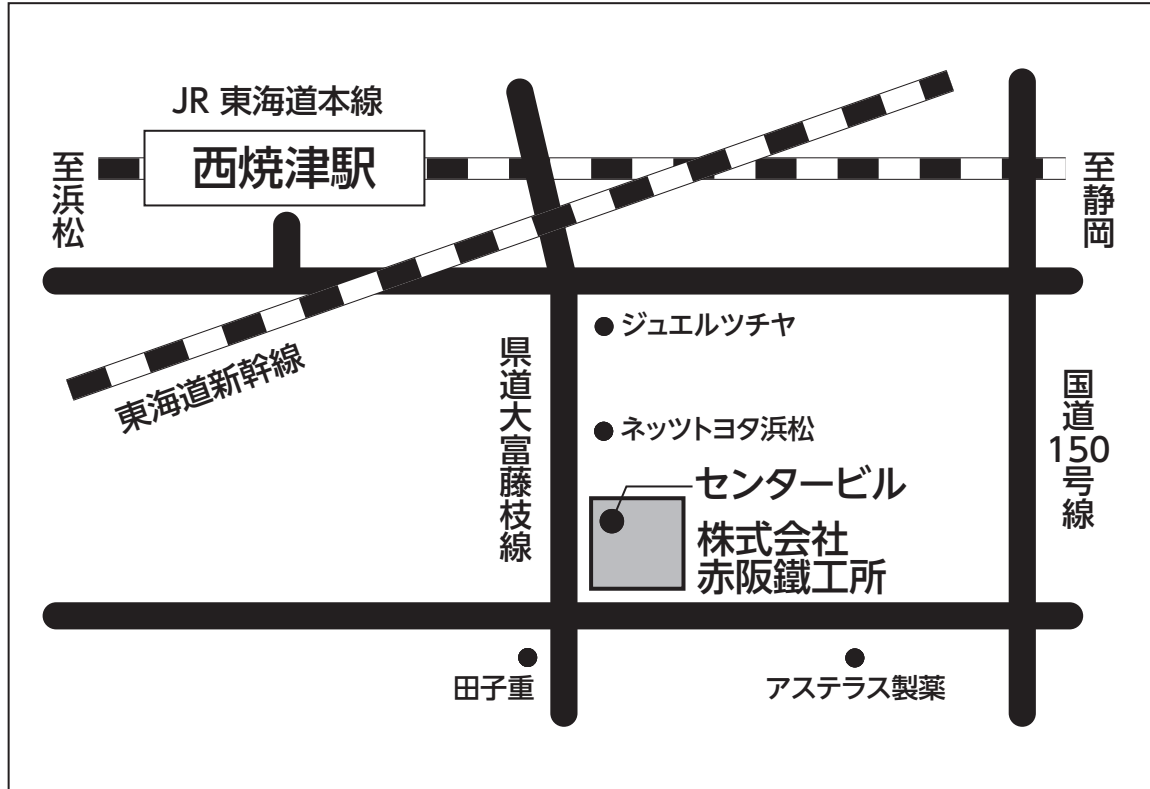 JR 東海道本線
西焼津駅
至浜松
至静岡
東海道新幹線
ジュエルツチヤ
県道大富藤枝線
国道150号線
ネッツトヨタ浜松
センタービル
株式会社
赤阪鐵工所
田子重
アステラス製薬